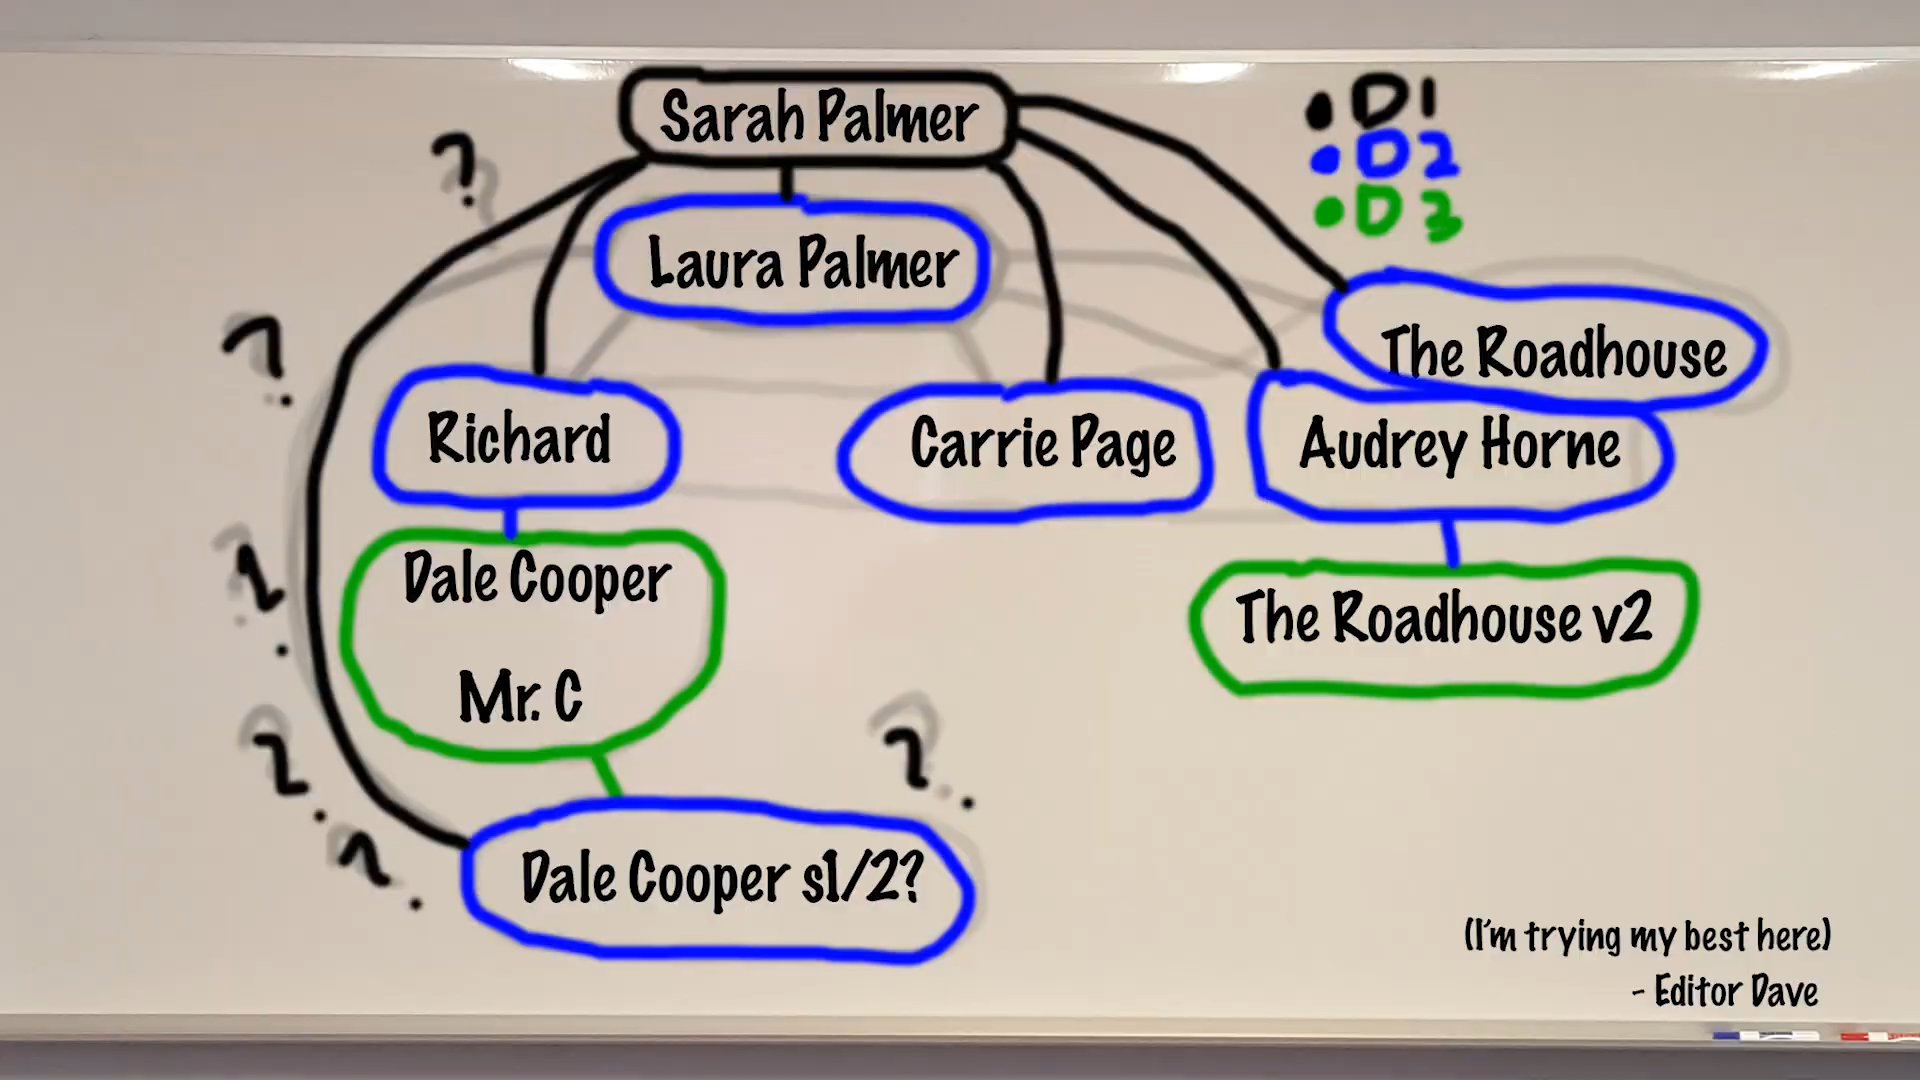 Sarah Palmer
D1
D2
D3
?
Laura Palmer
?
The Roadhouse
Richard
Carrie Page
Audrey Horne
?
Dale Cooper
Mr. C
The Roadhouse v2
?
?
?
Dale Cooper s1/2?
(I'm trying my best here)
- Editor Dave